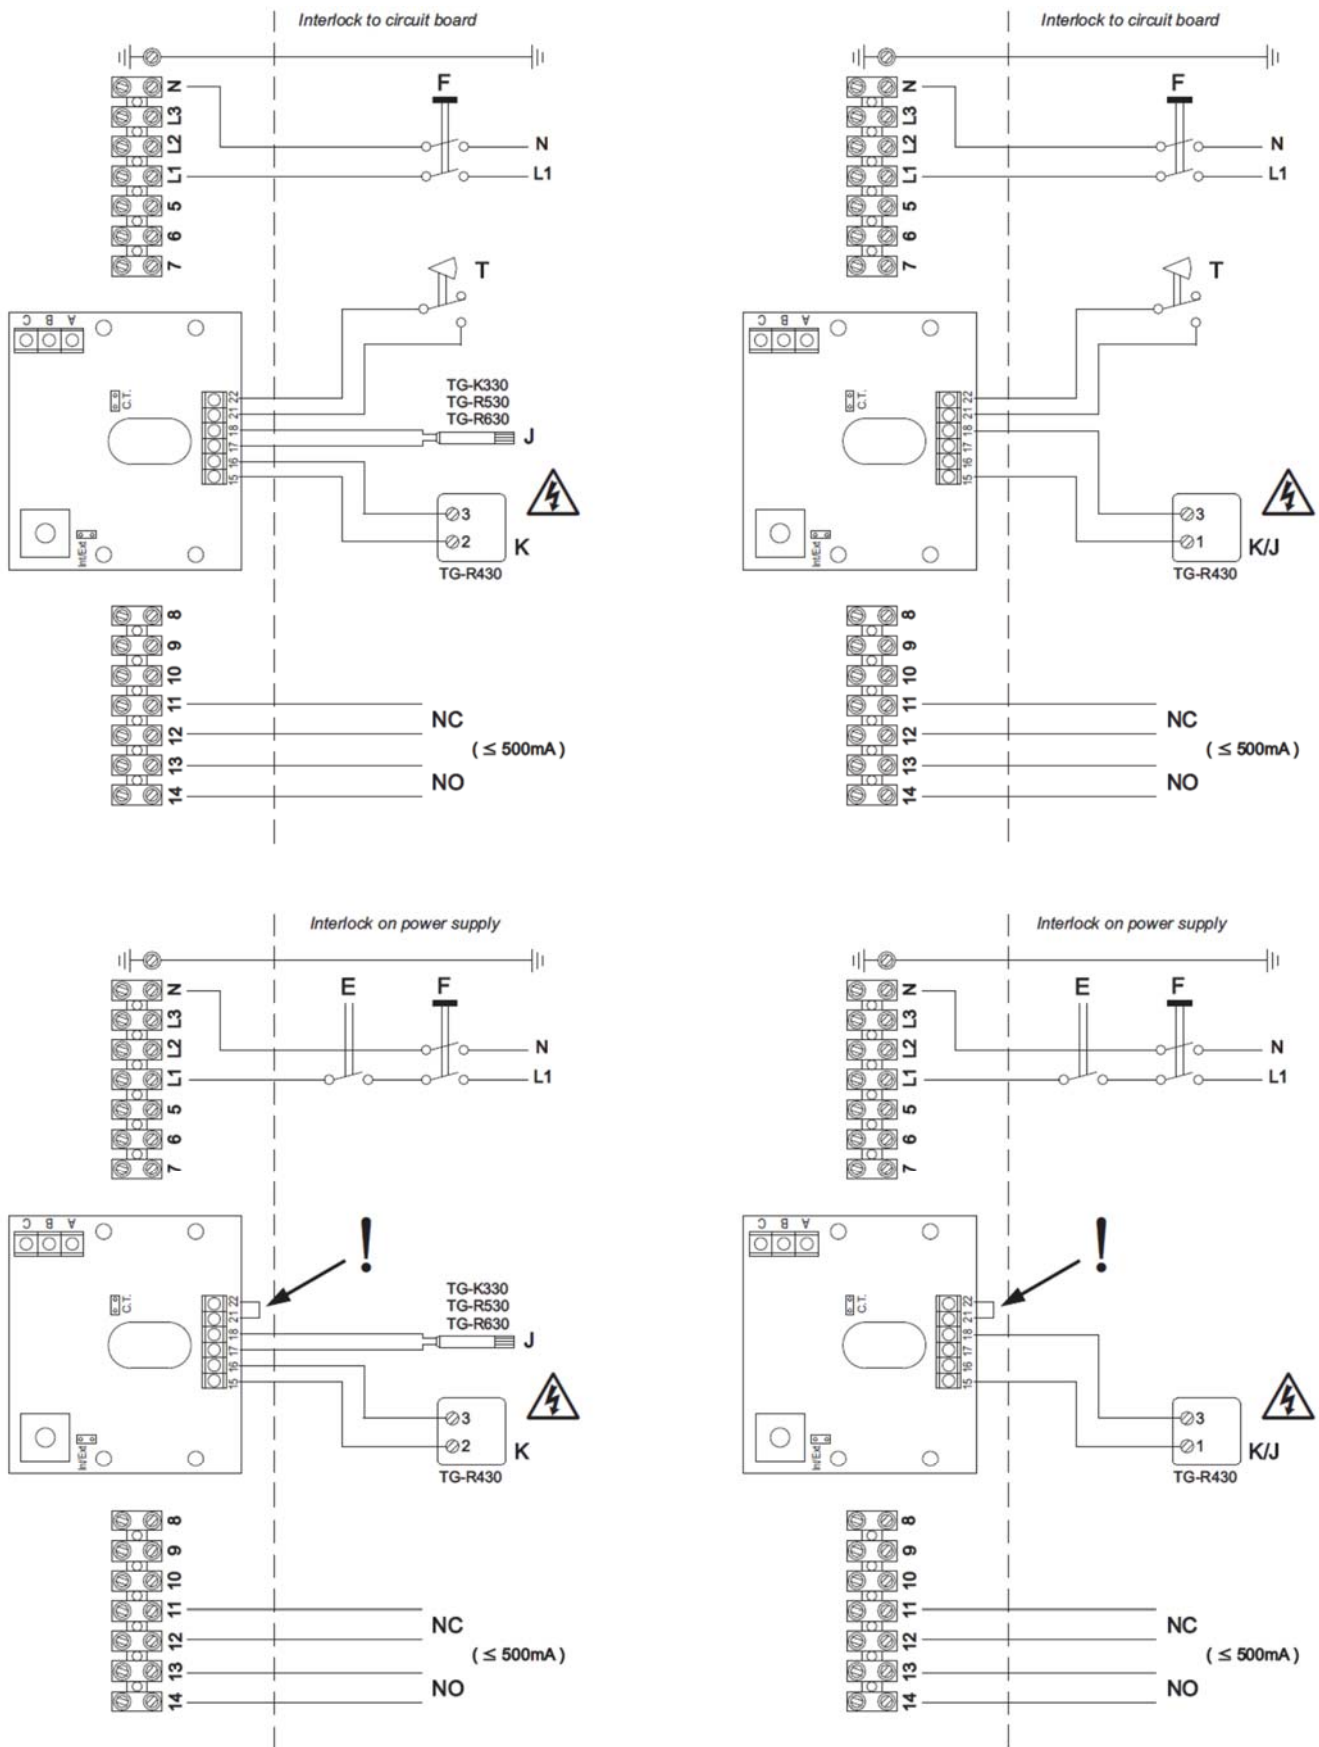 Interlock to circuit board
N
L3
L2
L1
5
6
7
F
N
L1
T
C B A
C.T.
22
21
18
17
16
15
Int/Ext
TG-K330
TG-R530
TG-R630
J
3
2
K
TG-R430
8
9
10
11
12
13
14
NC
( ≤ 500mA )
NO
Interlock to circuit board
N
L3
L2
L1
5
6
7
F
N
L1
T
C B A
C.T.
22
21
18
17
16
15
Int/Ext
3
1
K/J
TG-R430
8
9
10
11
12
13
14
NC
( ≤ 500mA )
NO
Interlock on power supply
N
L3
L2
L1
5
6
7
E
F
N
L1
C B A
!
C.T.
22
21
18
17
16
15
Int/Ext
TG-K330
TG-R530
TG-R630
J
3
2
K
TG-R430
8
9
10
11
12
13
14
NC
( ≤ 500mA )
NO
Interlock on power supply
N
L3
L2
L1
5
6
7
E
F
N
L1
C B A
!
C.T.
22
21
18
17
16
15
Int/Ext
3
1
K/J
TG-R430
8
9
10
11
12
13
14
NC
( ≤ 500mA )
NO